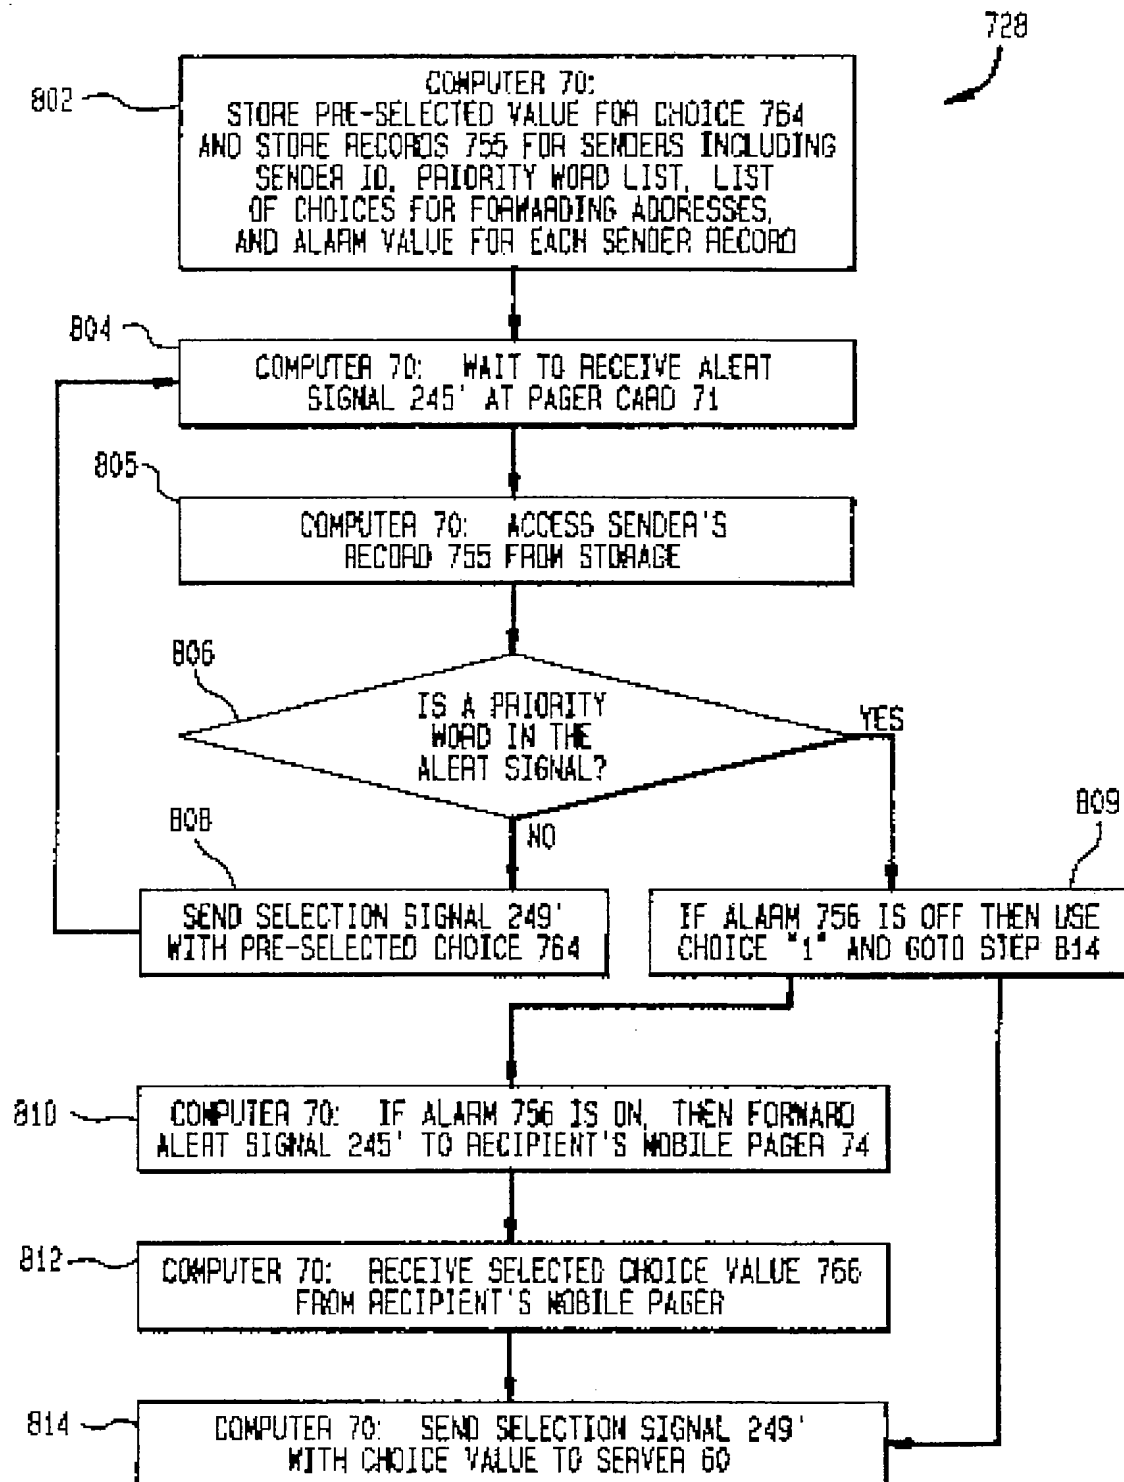 728
802
COMPUTER 70:
STORE PRE-SELECTED VALUE FOR CHOICE 764
AND STORE RECORDS 755 FOR SENDERS INCLUDING
SENDER ID, PRIORITY WORD LIST, LIST
OF CHOICES FOR FORWARDING ADDRESSES,
AND ALARM VALUE FOR EACH SENDER RECORD
804
COMPUTER 70: WAIT TO RECEIVE ALERT
SIGNAL 245' AT PAGER CARD 71
805
COMPUTER 70: ACCESS SENDER'S
RECORD 755 FROM STORAGE
806
IS A PRIORITY
WORD IN THE
ALERT SIGNAL?
YES
NO
808
SEND SELECTION SIGNAL 249'
WITH PRE-SELECTED CHOICE 764
809
IF ALARM 756 IS OFF THEN USE
CHOICE "1" AND GOTO STEP 814
810
COMPUTER 70: IF ALARM 756 IS ON, THEN FORWARD
ALERT SIGNAL 245' TO RECIPIENT'S MOBILE PAGER 74
812
COMPUTER 70: RECEIVE SELECTED CHOICE VALUE 766
FROM RECIPIENT'S MOBILE PAGER
814
COMPUTER 70: SEND SELECTION SIGNAL 249'
WITH CHOICE VALUE TO SERVER 60